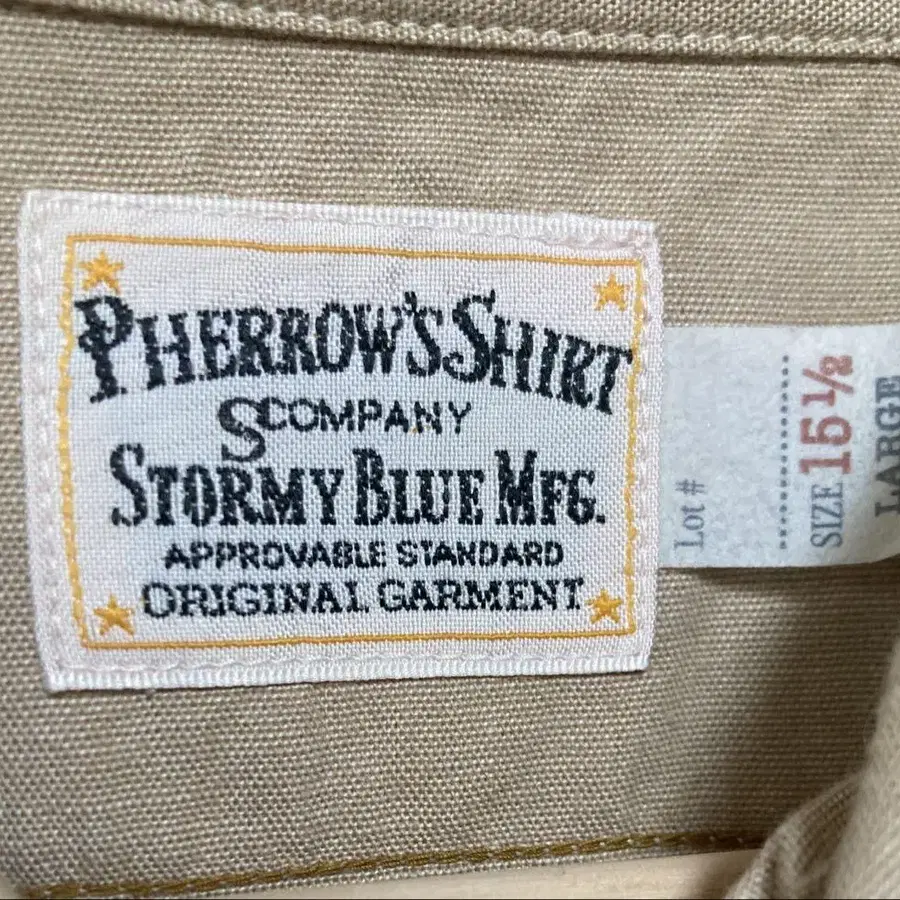 PHERROW'S SHIRT
S COMPANY
STORMY BLUE MFG.
APPROVABLE STANDARD
ORIGINAL GARMENT
Lot #
SIZE 15½
LARGE